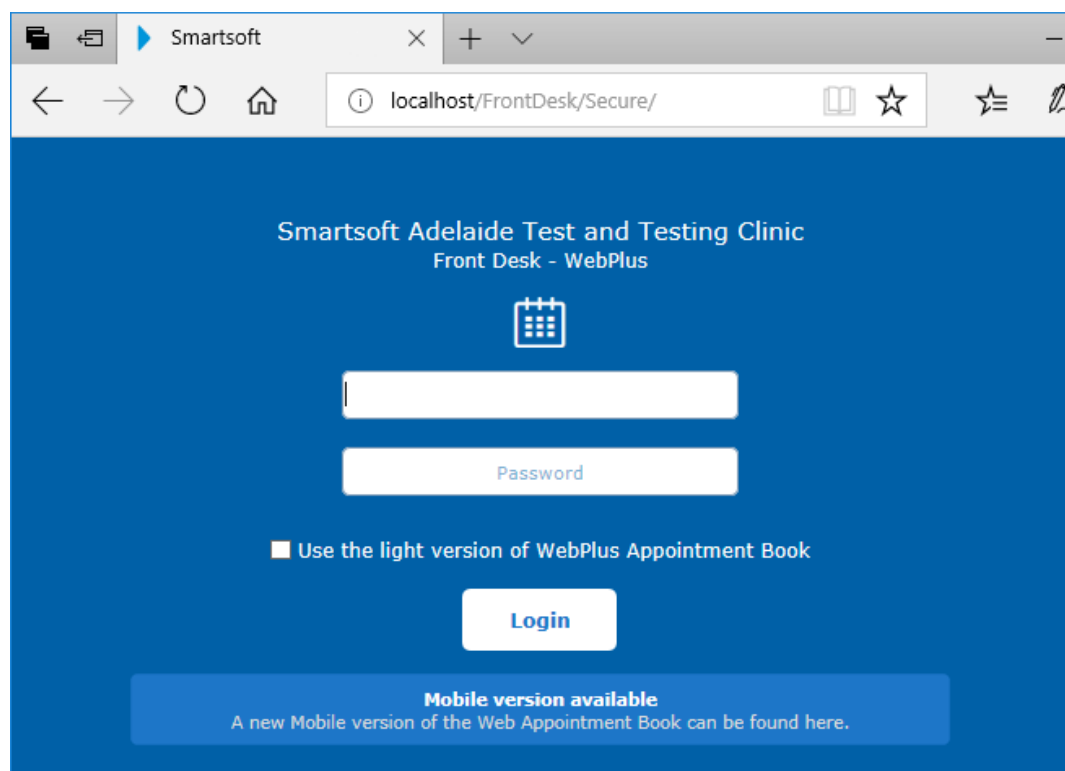 Smartsoft
localhost/FrontDesk/Secure/
Smartsoft Adelaide Test and Testing Clinic
Front Desk - WebPlus
Password
Use the light version of WebPlus Appointment Book
Login
Mobile version available
A new Mobile version of the Web Appointment Book can be found here.